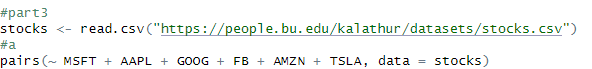 #part3
stocks <- read.csv("https://people.bu.edu/kalathur/datasets/stocks.csv")
#a
pairs(~ MSFT + AAPL + GOOG + FB + AMZN + TSLA, data = stocks)